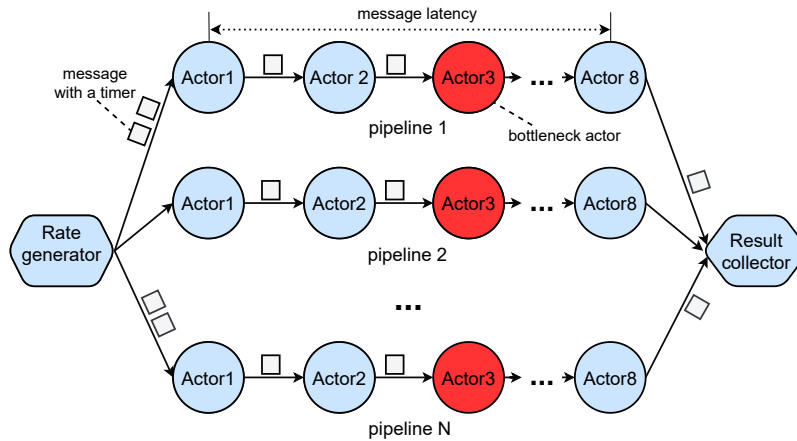 message latency
message
with a timer
Actor1
Actor 2
Actor3
...
Actor 8
pipeline 1
bottleneck actor
Actor1
Actor2
Actor3
...
Actor8
pipeline 2
Rate
generator
Result
collector
...
Actor1
Actor2
Actor3
...
Actor8
pipeline N